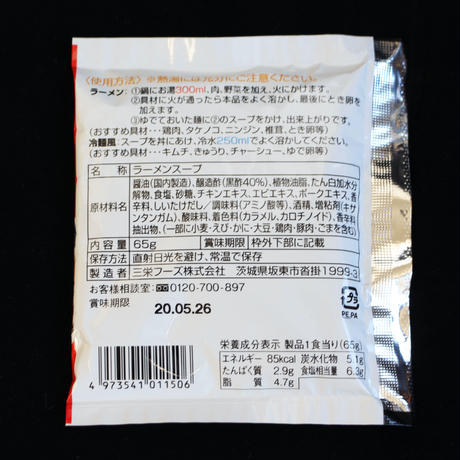 〈使用方法〉※熱湯には充分にご注意ください。
ラーメン：①鍋にお湯300ml、肉、野菜を加え、火にかけます。
②具材に火が通ったら本品をよく溶かし、最後にとき卵を
加えます。
③ゆでておいた麺に②のスープをかけ、出来上がりです。
（おすすめ具材・・・鶏肉、タケノコ、ニンジン、椎茸、とき卵等）
冷麺風：スープを丼にあけ、冷水250mlでよく溶かしてください。
（おすすめ具材・・・キムチ、きゅうり、チャーシュー、ゆで卵等）
名称 ラーメンスープ
原材料名 醤油（国内製造）、醸造酢（黒酢40%）、植物油脂、たん白加水分
解物、食塩、砂糖、チキンエキス、エビエキス、ポークエキス、香
辛料、しいたけだし／調味料（アミノ酸等）、酒精、増粘剤（キサ
ンタンガム）、酸味料、着色料（カラメル、カロチノイド）、香辛料
抽出物、（一部に小麦・えび・かに・大豆・鶏肉・豚肉・ごまを含む）
内容量 65g 賞味期限 枠外下部に記載
保存方法 直射日光を避け、常温で保存
製造者 三栄フーズ株式会社 茨城県坂東市沓掛1999-3
お客様相談室：0120-700-897
賞味期限 20.05.26
プラ
PE,PA
栄養成分表示 製品1食当り（65g）
エネルギー 85kcal 炭水化物 5.1g
たんぱく質 2.9g 食塩相当量 6.3g
脂質 4.7g
4973541011506